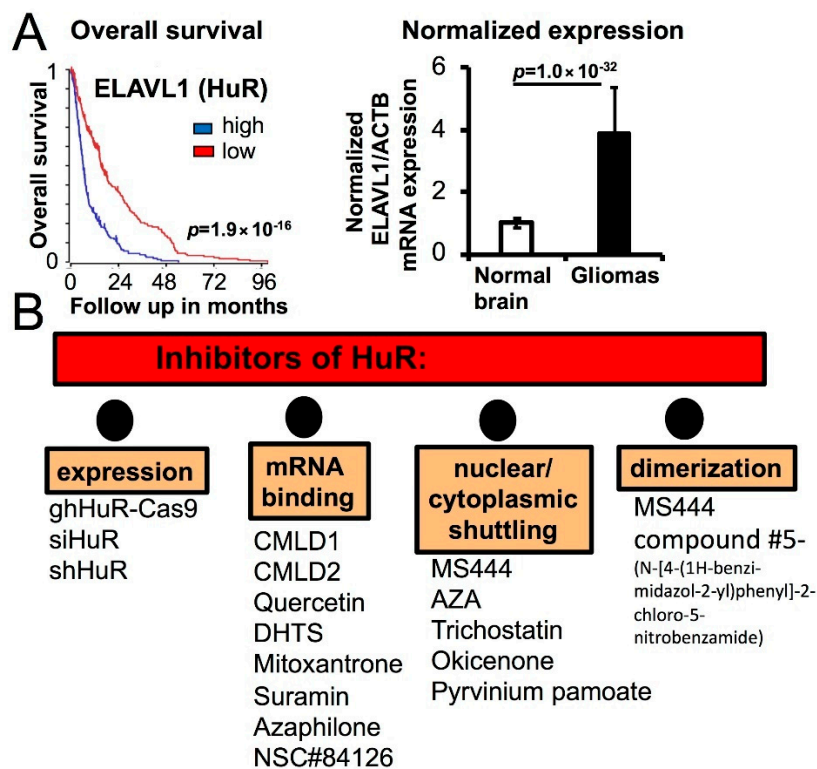 A
Overall survival
1
ELAVL1 (HuR)
high
low
p=1.9 × 10-16
Overall survival
0
0 24 48 72 96
Follow up in months
Normalized expression
p=1.0 × 10-32
Normalized
ELAVL1/ACTB
mRNA expression
6
4
2
0
Normal
brain
Gliomas
B
Inhibitors of HuR:
expression
ghHuR-Cas9
siHuR
shHuR
mRNA
binding
CMLD1
CMLD2
Quercetin
DHTS
Mitoxantrone
Suramin
Azaphilone
NSC#84126
nuclear/
cytoplasmic
shuttling
MS444
AZA
Trichostatin
Okicenone
Pyrvinium pamoate
dimerization
MS444
compound #5-
(N-[4-(1H-benzi-
midazol-2-yl)phenyl]-2-
chloro-5-
nitrobenzamide)